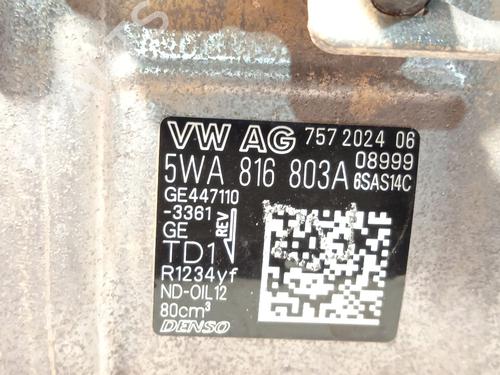 VW AG 757 2024 06
08999
5WA 816 803A 6SAS14C
GE447110
-3361
GE REV
TD1
R1234yf
ND-OIL12
80cm³
DENSO